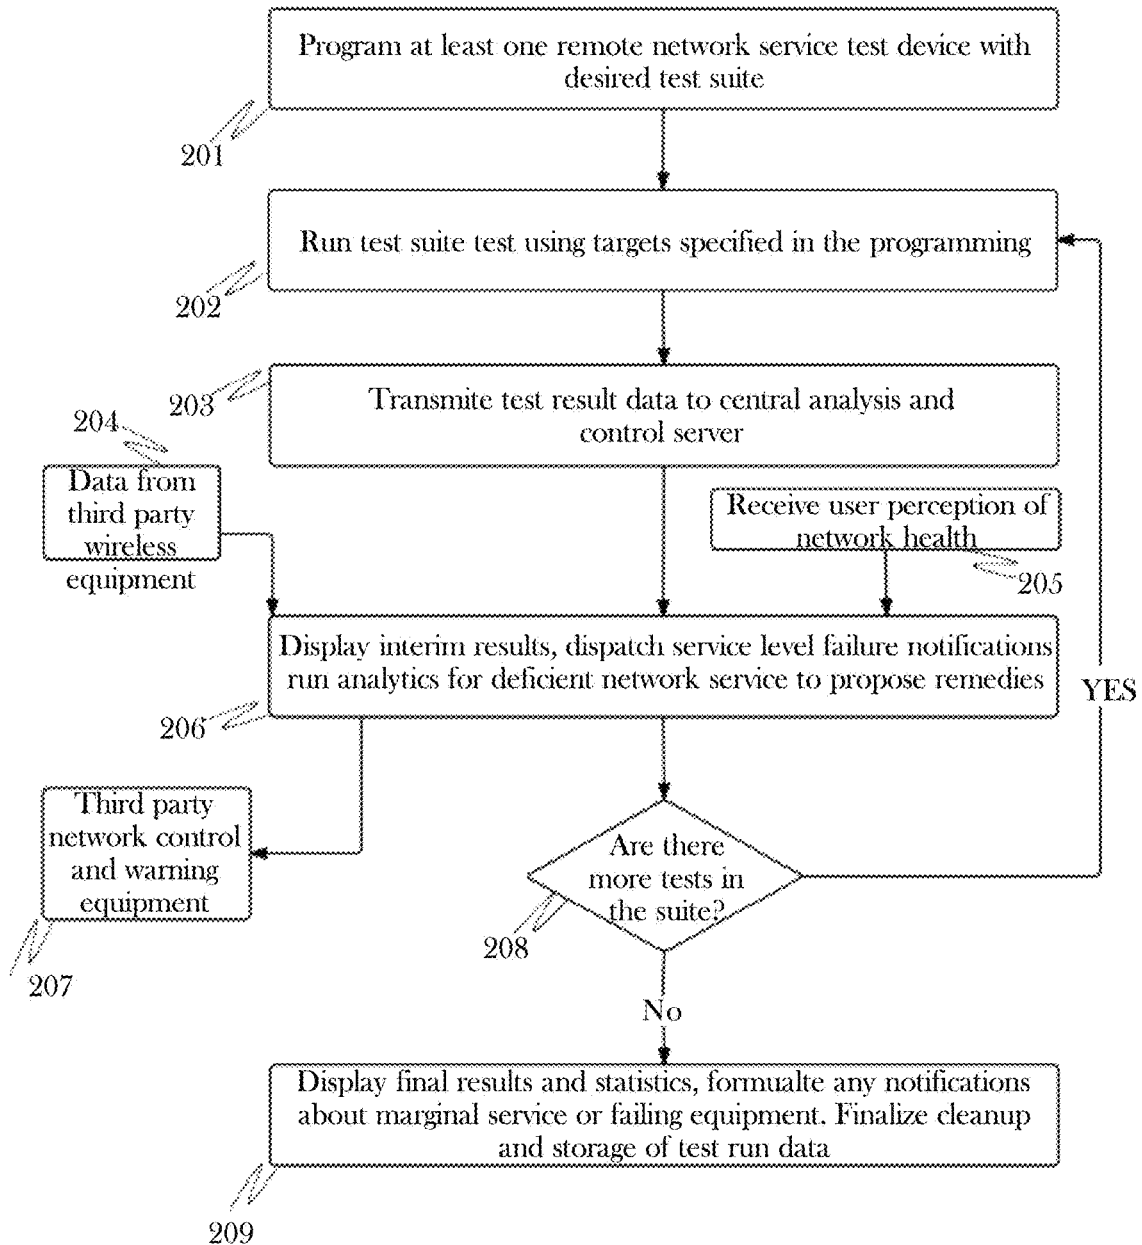 Program at least one remote network service test device with
desired test suite
201
Run test suite test using targets specified in the programming
202
Transmite test result data to central analysis and
control server
203
204
Data from
third party
wireless
equipment
Receive user perception of
network health
205
Display interim results, dispatch service level failure notifications
run analytics for deficient network service to propose remedies
206
YES
Third party
network control
and warning
equipment
207
Are there
more tests in
the suite?
208
No
Display final results and statistics, formualte any notifications
about marginal service or failing equipment. Finalize cleanup
and storage of test run data
209